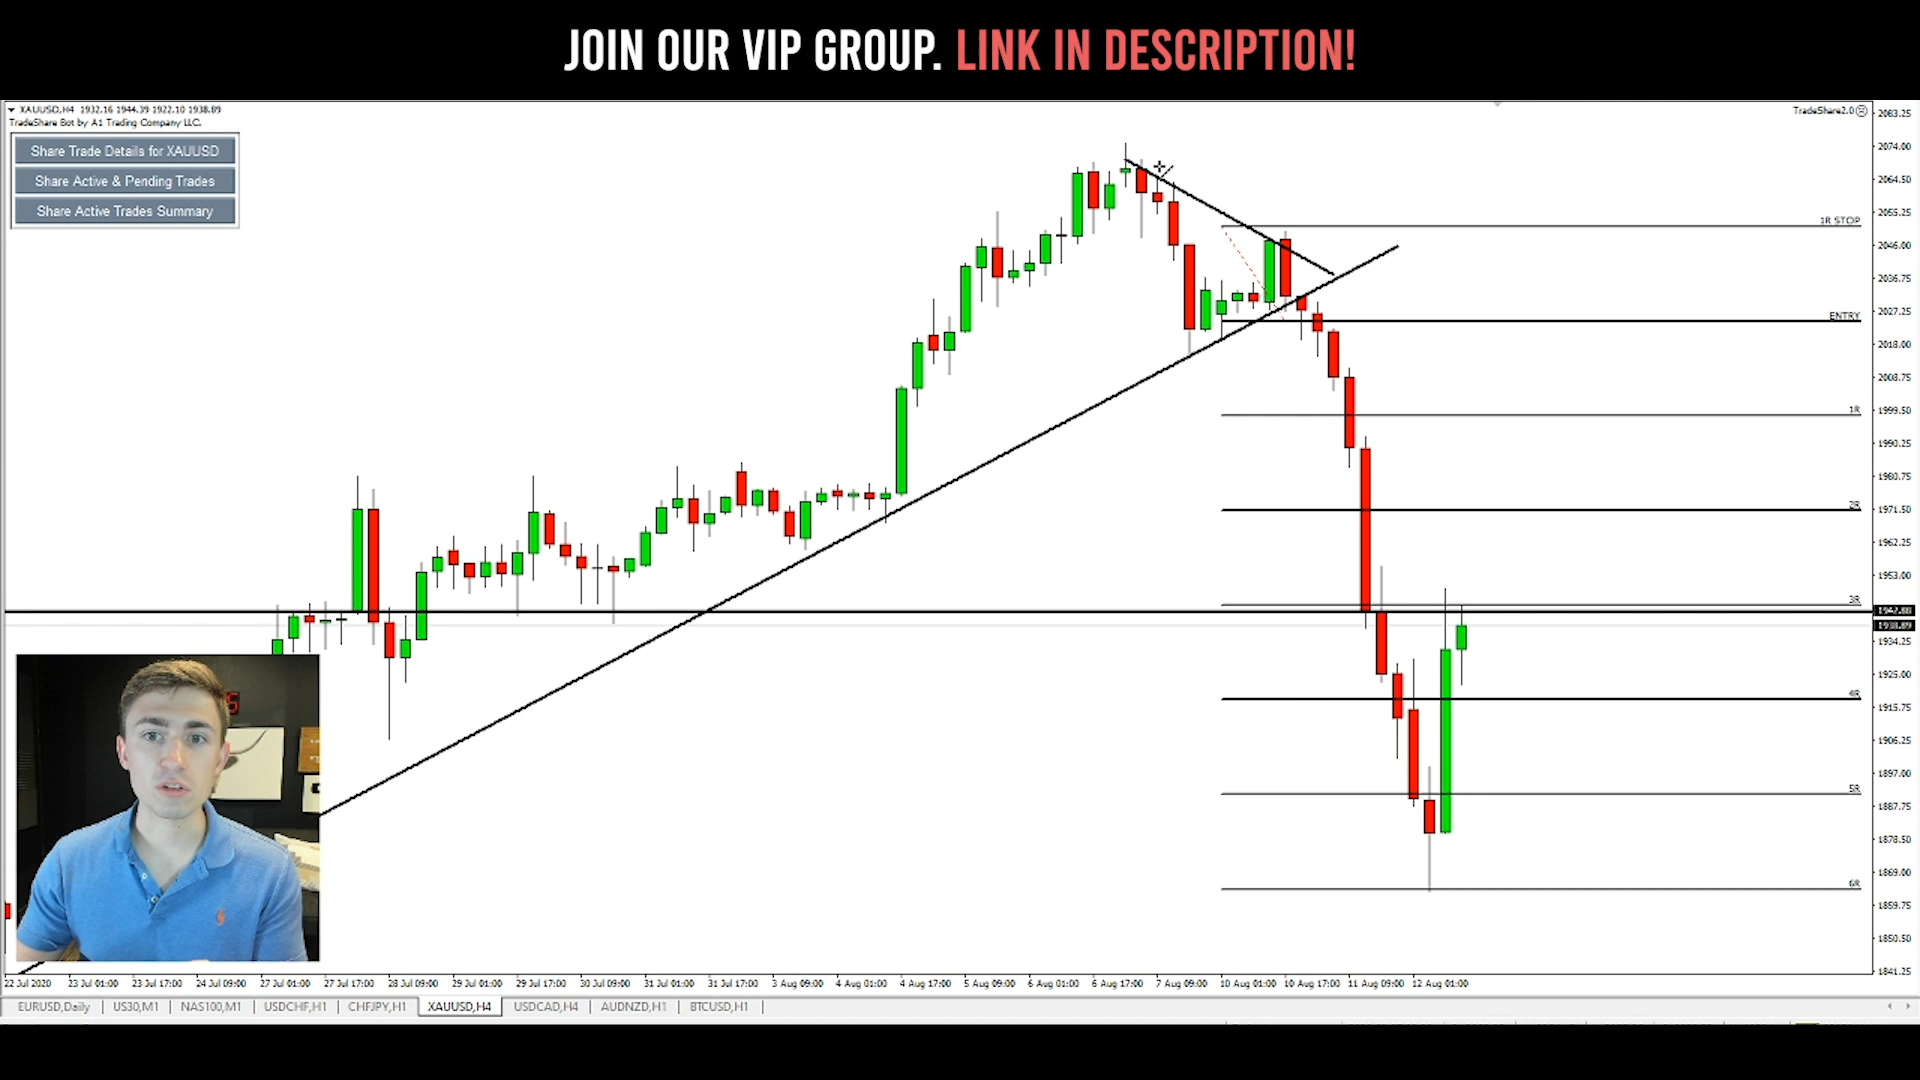 JOIN OUR VIP GROUP. LINK IN DESCRIPTION!
XAUUSD,H4 1932.16 1944.39 1922.10 1938.89
TradeShare2.0
TradeShare Bot by A1 Trading Company LLC.
Share Trade Details for XAUUSD
Share Active & Pending Trades
Share Active Trades Summary
1R STOP
ENTRY
1R
2R
3R
4R
5R
6R
2083.25
2074.00
2064.50
2055.25
2046.00
2036.75
2027.25
2018.00
2008.75
1999.50
1990.25
1980.75
1971.50
1962.25
1953.00
1942.88
1938.89
1934.25
1925.00
1915.75
1906.25
1897.00
1887.75
1878.50
1869.00
1859.75
1850.50
1841.25
22 Jul 2020 23 Jul 01:00 23 Jul 17:00 24 Jul 09:00 27 Jul 01:00 27 Jul 17:00 28 Jul 09:00 29 Jul 01:00 29 Jul 17:00 30 Jul 09:00 31 Jul 01:00 31 Jul 17:00 3 Aug 09:00 4 Aug 01:00 4 Aug 17:00 5 Aug 09:00 6 Aug 01:00 6 Aug 17:00 7 Aug 09:00 10 Aug 01:00 10 Aug 17:00 11 Aug 09:00 12 Aug 01:00
EURUSD,Daily US30,M1 NAS100,M1 USDCHF,H1 CHFJPY,H1 XAUUSD,H4 USDCAD,H4 AUDNZD,H1 BTCUSD,H1